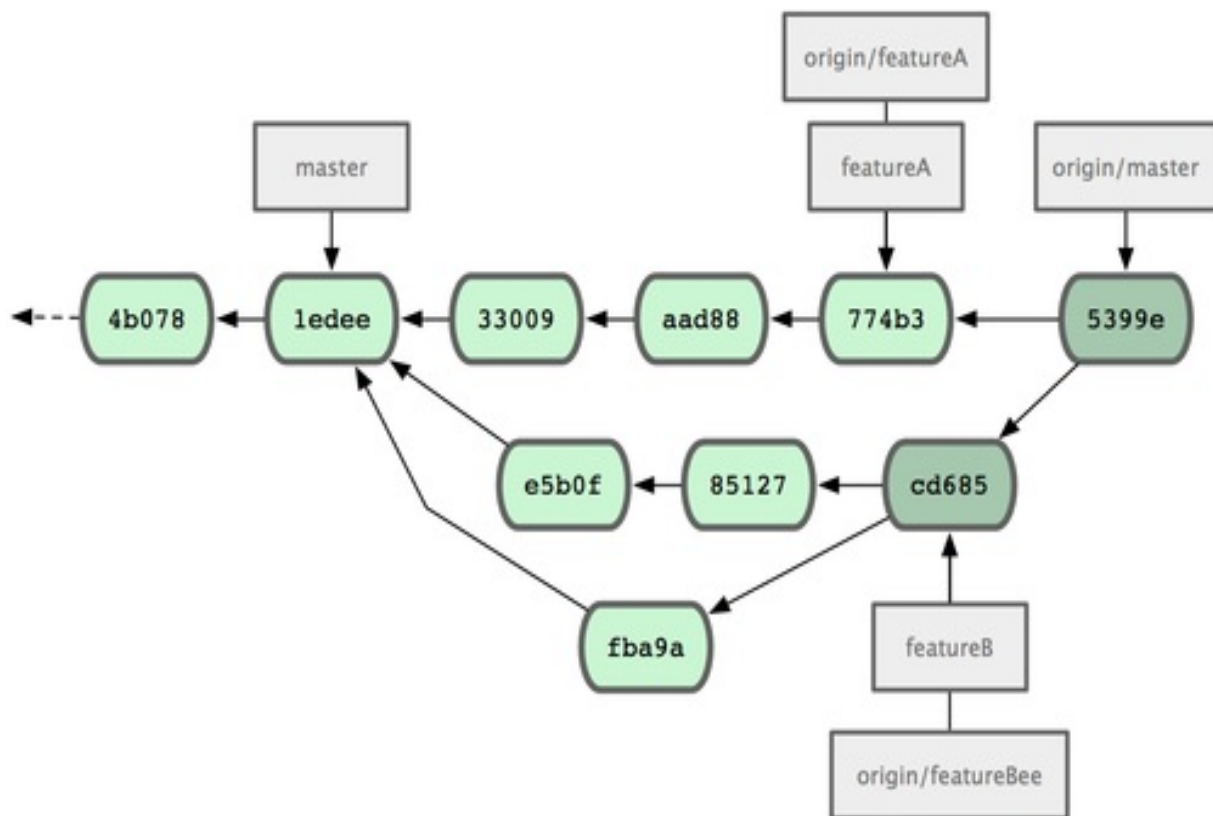 origin/featureA
master
featureA
origin/master
4b078
1edee
33009
aad88
774b3
5399e
e5b0f
85127
cd685
fba9a
featureB
origin/featureBee